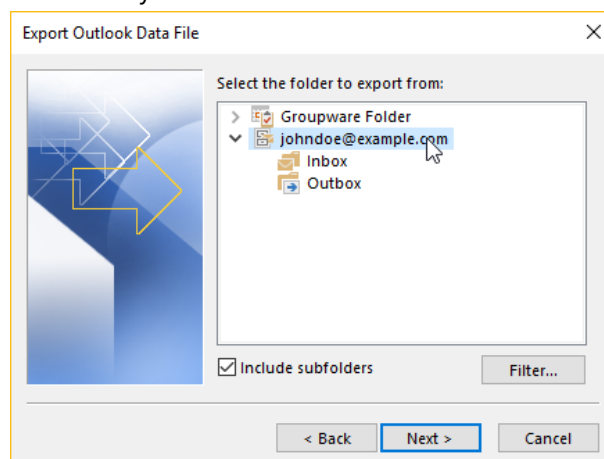 Export Outlook Data File
Select the folder to export from:
Groupware Folder
johndoe@example.com
Inbox
Outbox
Include subfolders
Filter...
< Back
Next >
Cancel